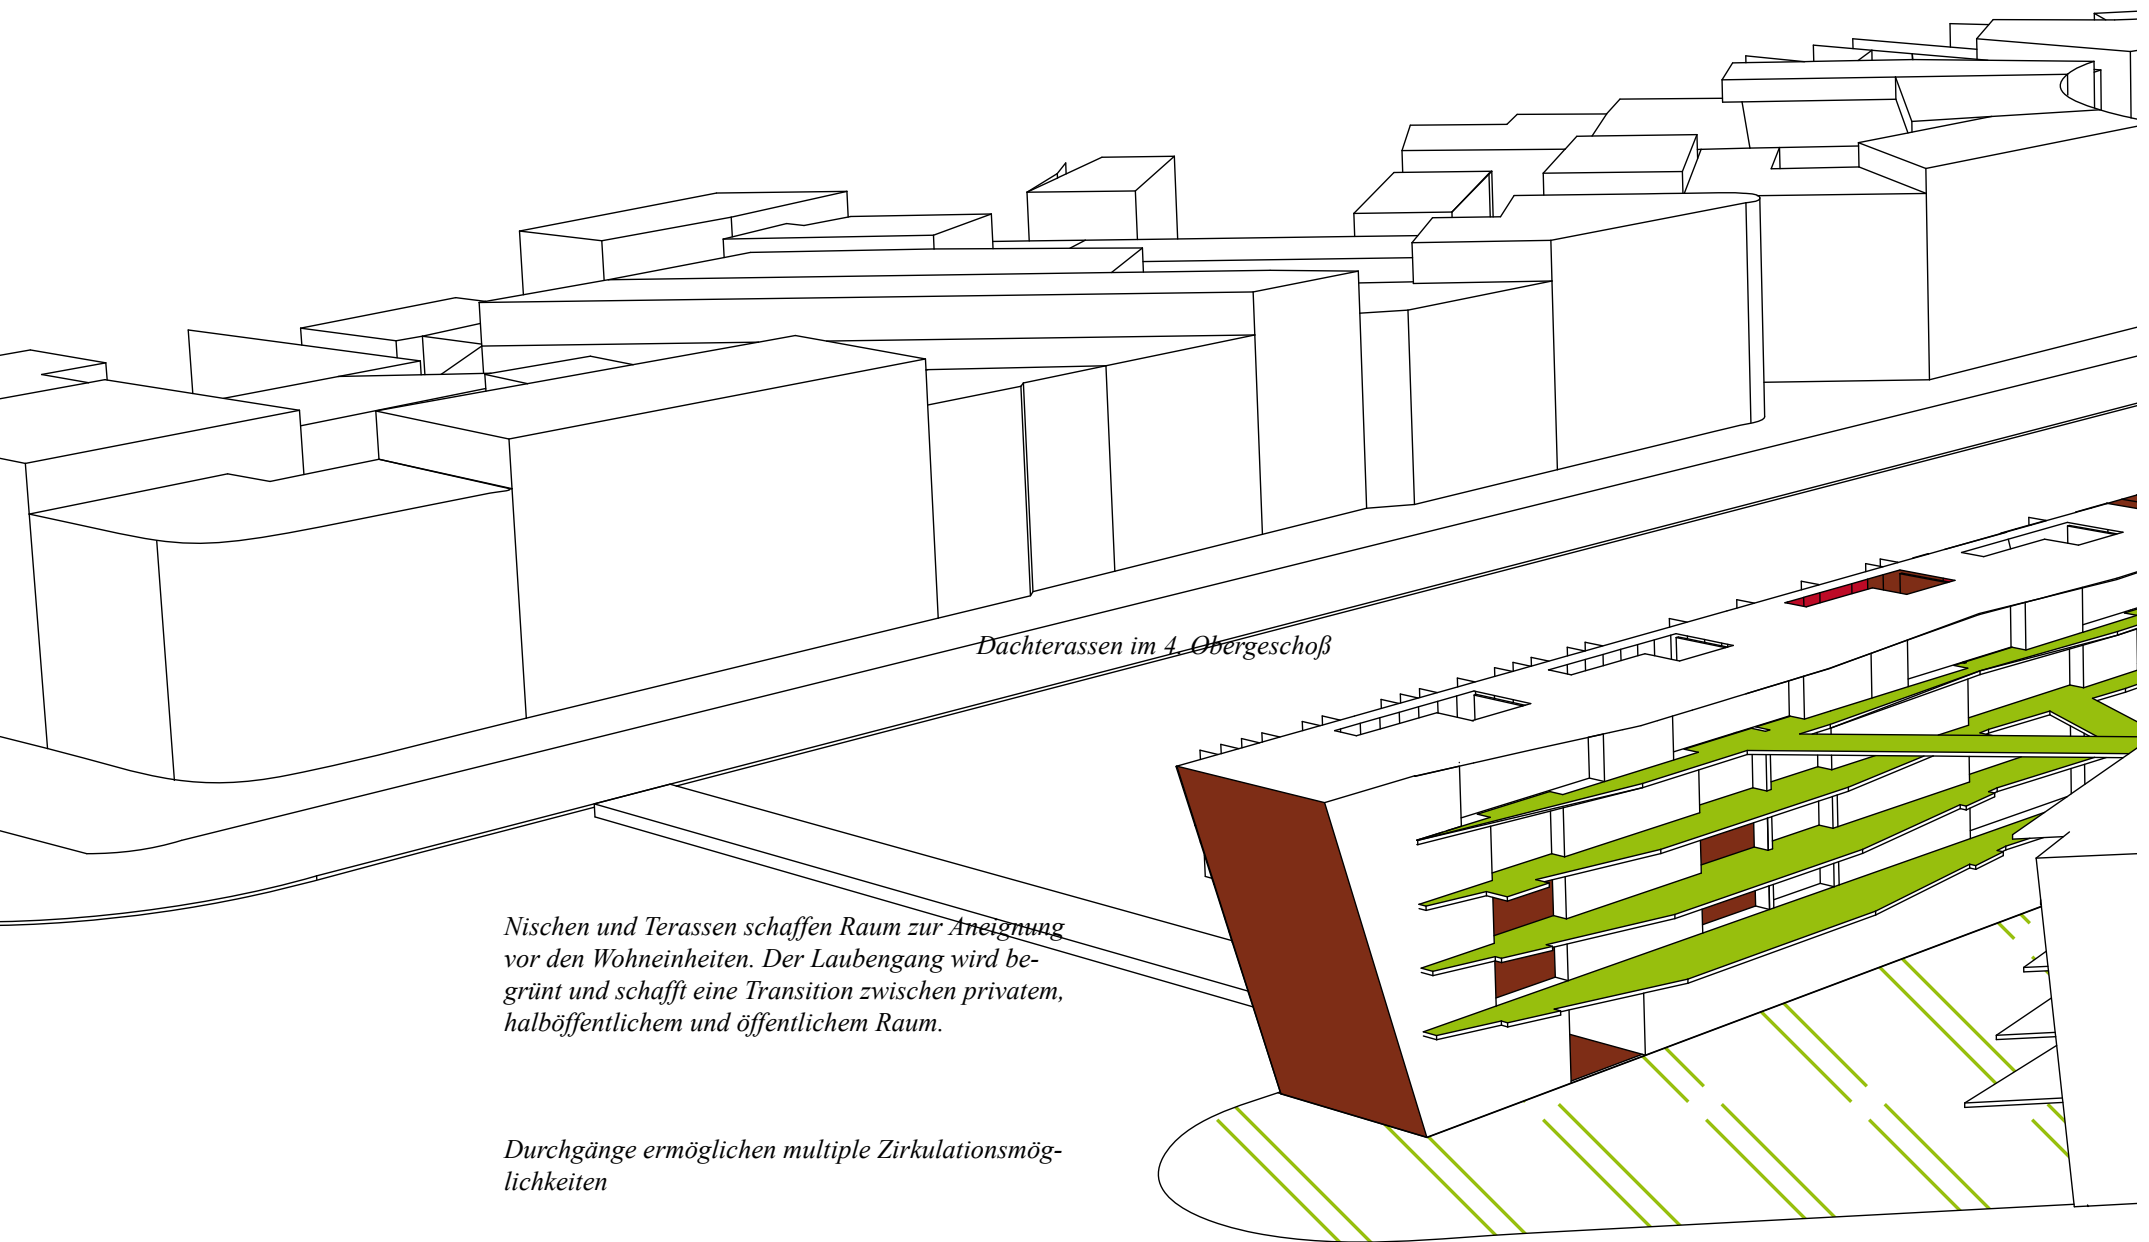 Dachterassen im 4. Obergeschoß
Nischen und Terassen schaffen Raum zur Aneignung
vor den Wohneinheiten. Der Laubengang wird be-
grünt und schafft eine Transition zwischen privatem,
halböffentlichem und öffentlichem Raum.
Durchgänge ermöglichen multiple Zirkulationsmög-
lichkeiten